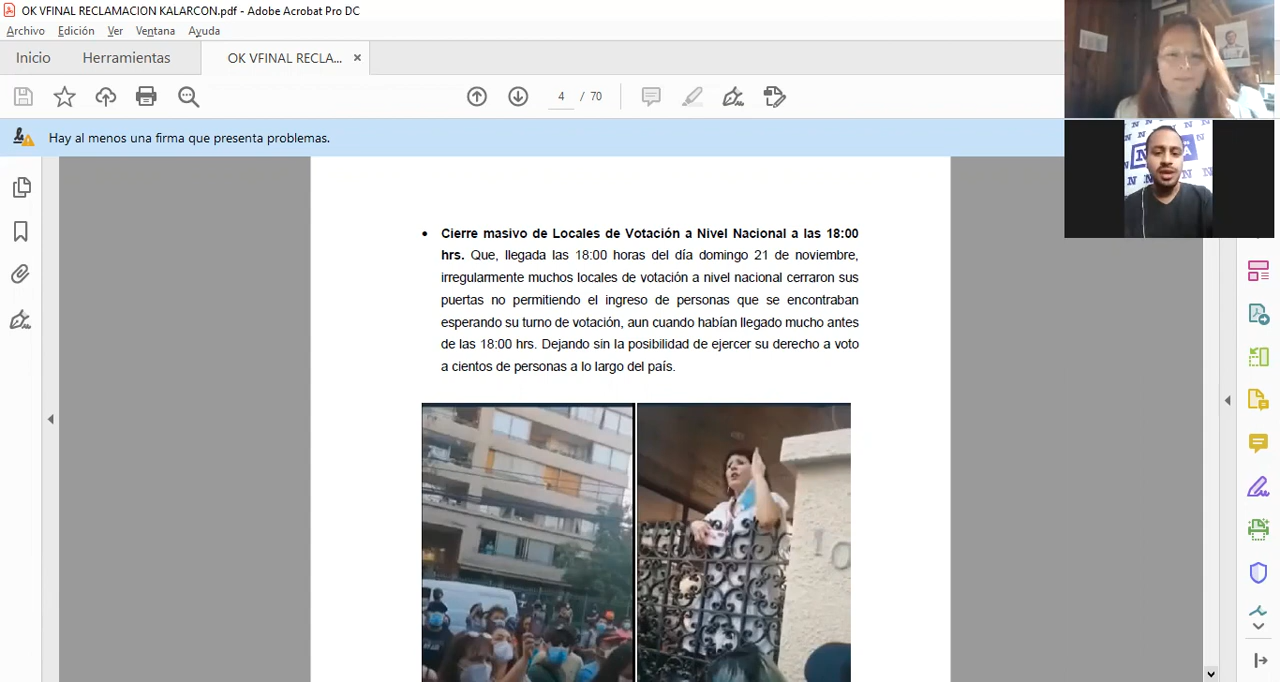 OK VFINAL RECLAMACION KALARCON.pdf - Adobe Acrobat Pro DC
Archivo Edición Ver Ventana Ayuda
Inicio Herramientas OK VFINAL RECLA... ×
4 / 70
Hay al menos una firma que presenta problemas.
• Cierre masivo de Locales de Votación a Nivel Nacional a las 18:00
hrs. Que, llegada las 18:00 horas del día domingo 21 de noviembre,
irregularmente muchos locales de votación a nivel nacional cerraron sus
puertas no permitiendo el ingreso de personas que se encontraban
esperando su turno de votación, aun cuando habían llegado mucho antes
de las 18:00 hrs. Dejando sin la posibilidad de ejercer su derecho a voto
a cientos de personas a lo largo del país.
IO